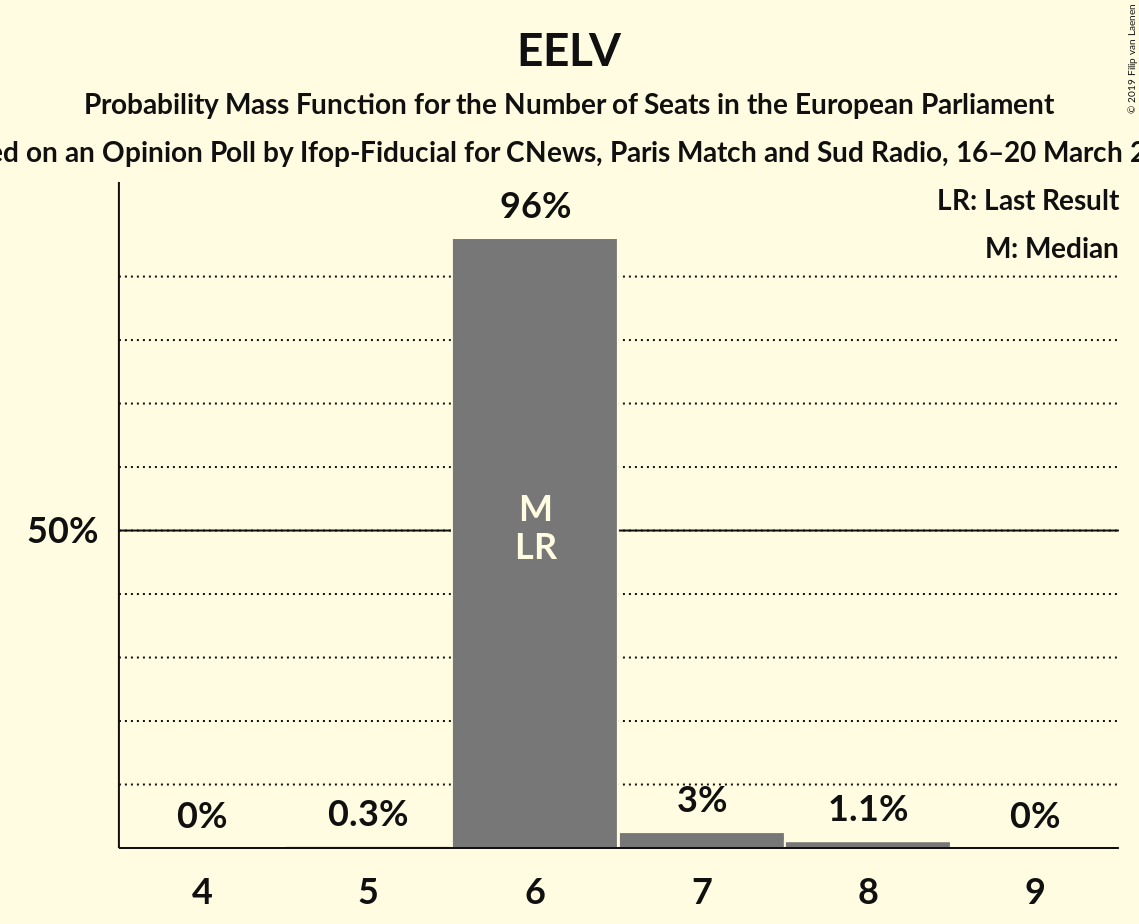 EELV
Probability Mass Function for the Number of Seats in the European Parliament
on an Opinion Poll by Ifop-Fiducial for CNews, Paris Match and Sud Radio, 16–20 March
© 2019 Filip van Laenen
LR: Last Result
M: Median
96%
M
LR
50%
0%
0.3%
3%
1.1%
0%
4
5
6
7
8
9